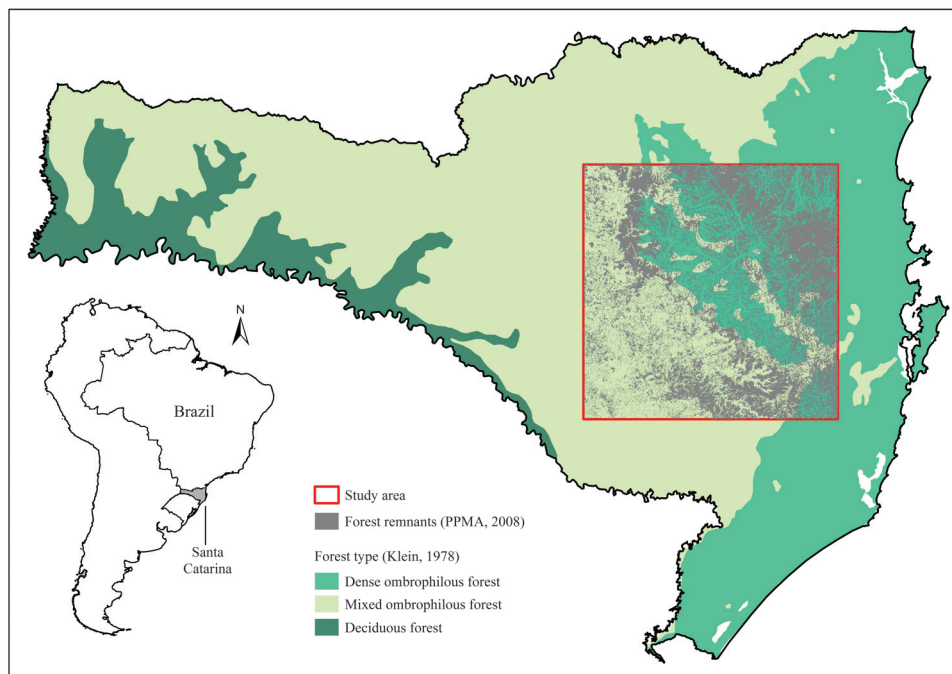 N
Brazil
Santa
Catarina
Study area
Forest remnants (PPMA, 2008)
Forest type (Klein, 1978)
Dense ombrophilous forest
Mixed ombrophilous forest
Deciduous forest